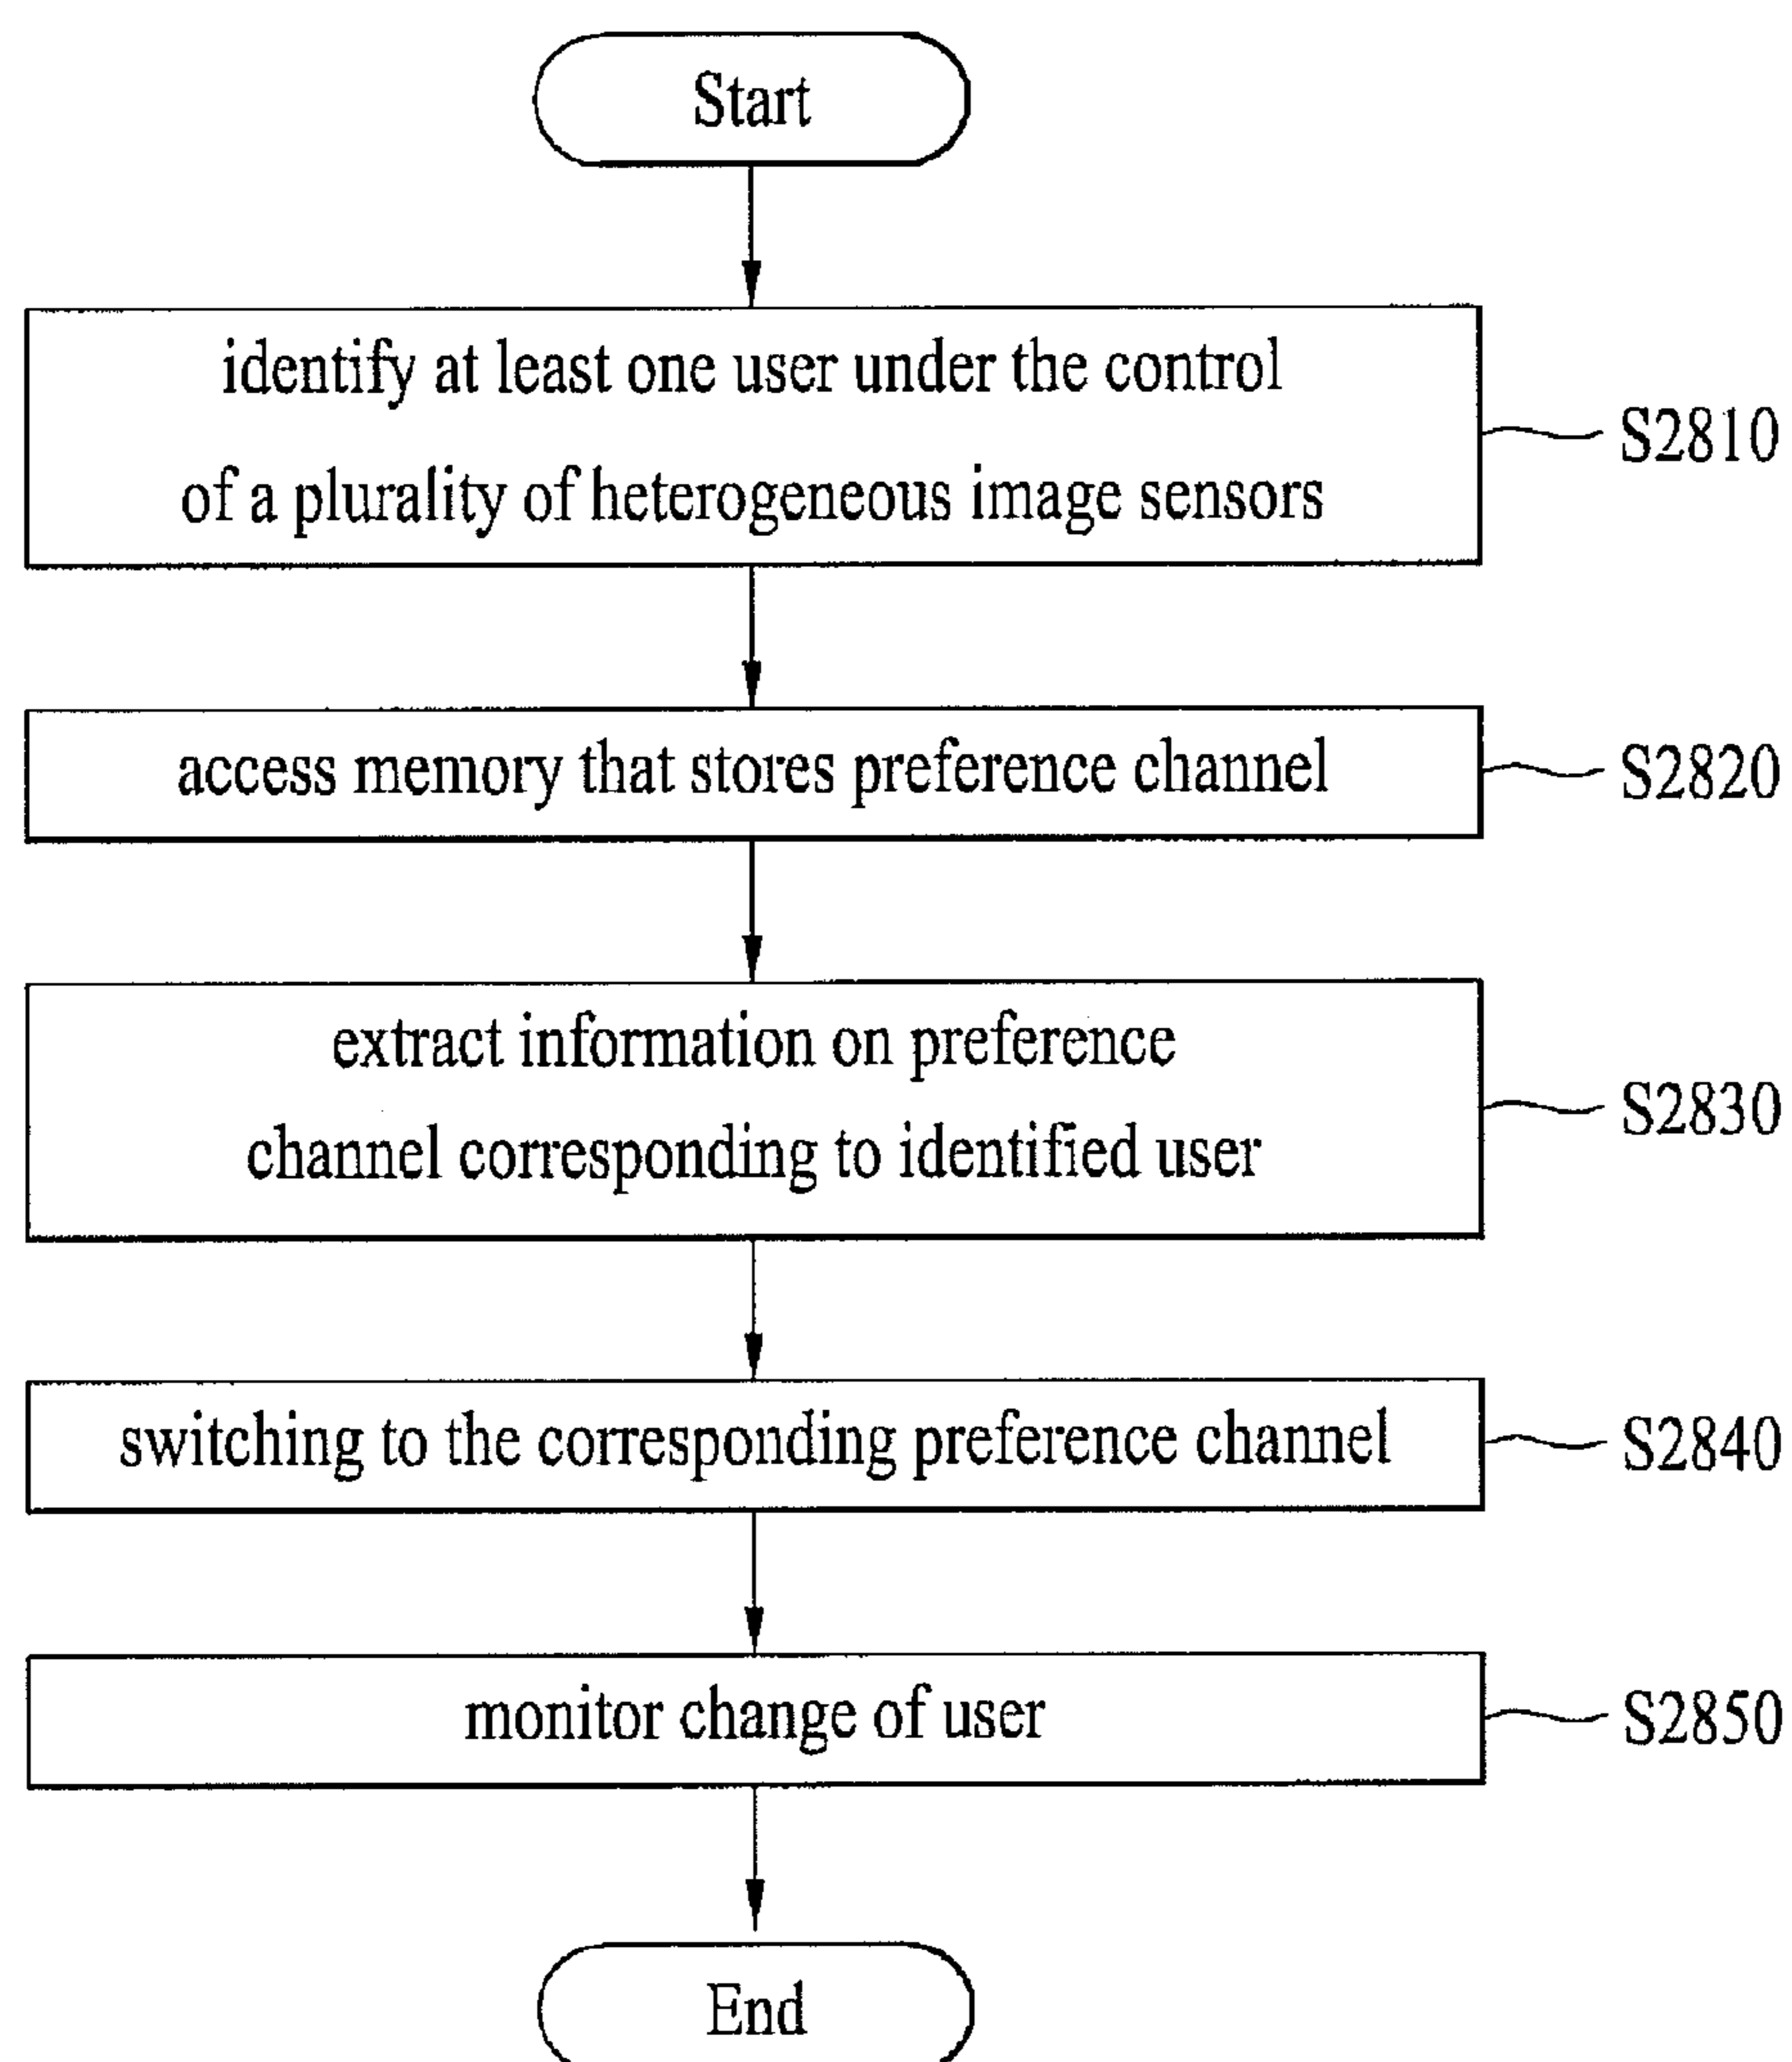 Start
identify at least one user under the control
of a plurality of heterogeneous image sensors
S2810
access memory that stores preference channel
S2820
extract information on preference
channel corresponding to identified user
S2830
switching to the corresponding preference channel
S2840
monitor change of user
S2850
End